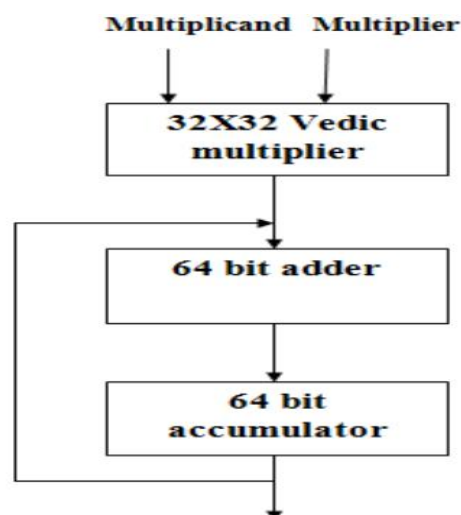 Multiplicand Multiplier
32X32 Vedic
multiplier
64 bit adder
64 bit
accumulator